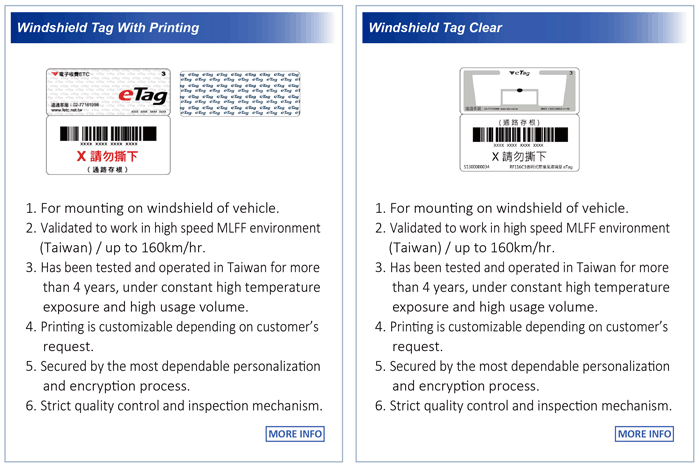 Windshield Tag With Printing
電子收費ETC 3
eTag
遠通客服:02-77161998
www.fetc.net.tw
XXXX XXXX XXXX XXXX
X 請勿撕下
(通路存根)
1. For mounting on windshield of vehicle.
2. Validated to work in high speed MLFF environment
(Taiwan) / up to 160km/hr.
3. Has been tested and operated in Taiwan for more
than 4 years, under constant high temperature
exposure and high usage volume.
4. Printing is customizable depending on customer's
request.
5. Secured by the most dependable personalization
and encryption process.
6. Strict quality control and inspection mechanism.
MORE INFO
Windshield Tag Clear
eTag 3
(通路存根)
XXXX XXXX XXXX XXXX
X 請勿撕下
S1300000034
1. For mounting on windshield of vehicle.
2. Validated to work in high speed MLFF environment
(Taiwan) / up to 160km/hr.
3. Has been tested and operated in Taiwan for more
than 4 years, under constant high temperature
exposure and high usage volume.
4. Printing is customizable depending on customer's
request.
5. Secured by the most dependable personalization
and encryption process.
6. Strict quality control and inspection mechanism.
MORE INFO